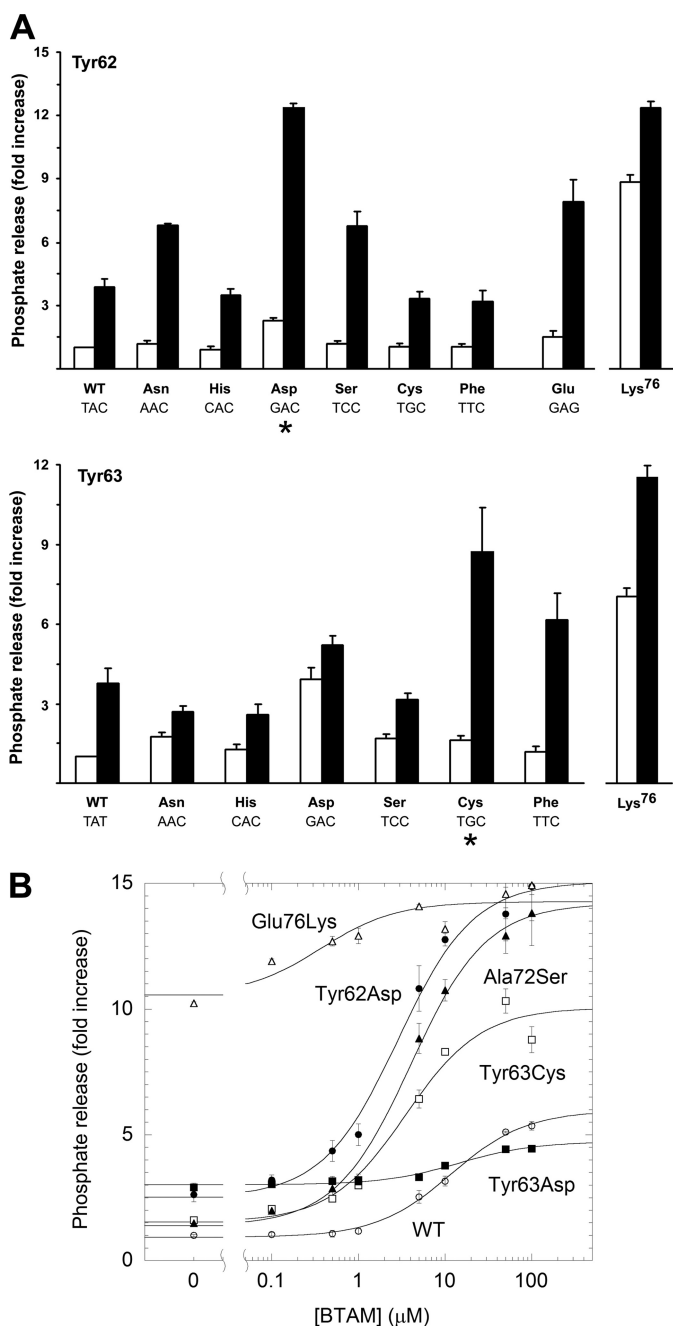 A
Tyr62
Phosphate release (fold increase)
15
12
9
6
3
WT Asn His Asp Ser Cys Phe Glu Lys76
TAC AAC CAC GAC TCC TGC TTC GAG
*
Tyr63
Phosphate release (fold increase)
12
9
6
3
WT Asn His Asp Ser Cys Phe Lys76
TAT AAC CAC GAC TCC TGC TTC
*
B
Phosphate release (fold increase)
15
10
5
0
Glu76Lys
Tyr62Asp
Ala72Ser
Tyr63Cys
Tyr63Asp
WT
0 0.1 1 10 100
[BTAM] (μM)